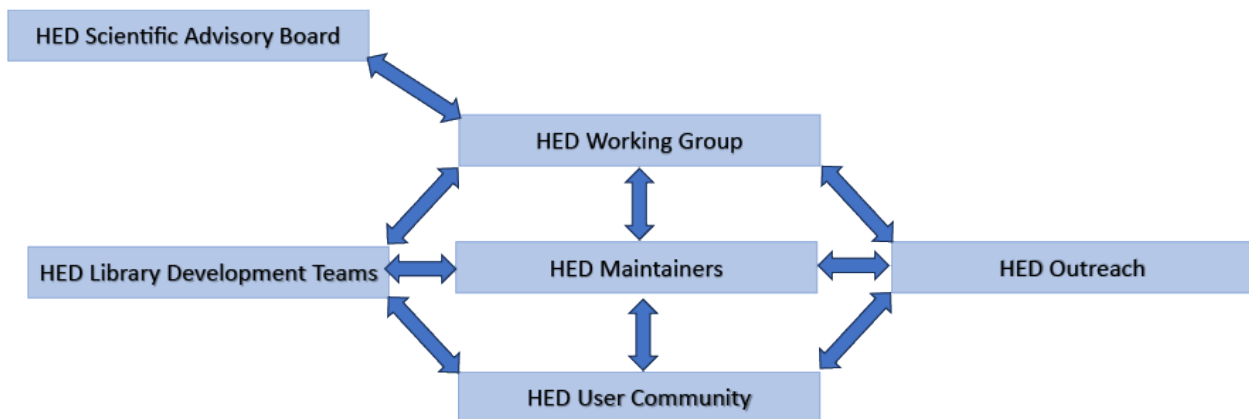 HED Scientific Advisory Board
HED Working Group
HED Library Development Teams
HED Maintainers
HED Outreach
HED User Community